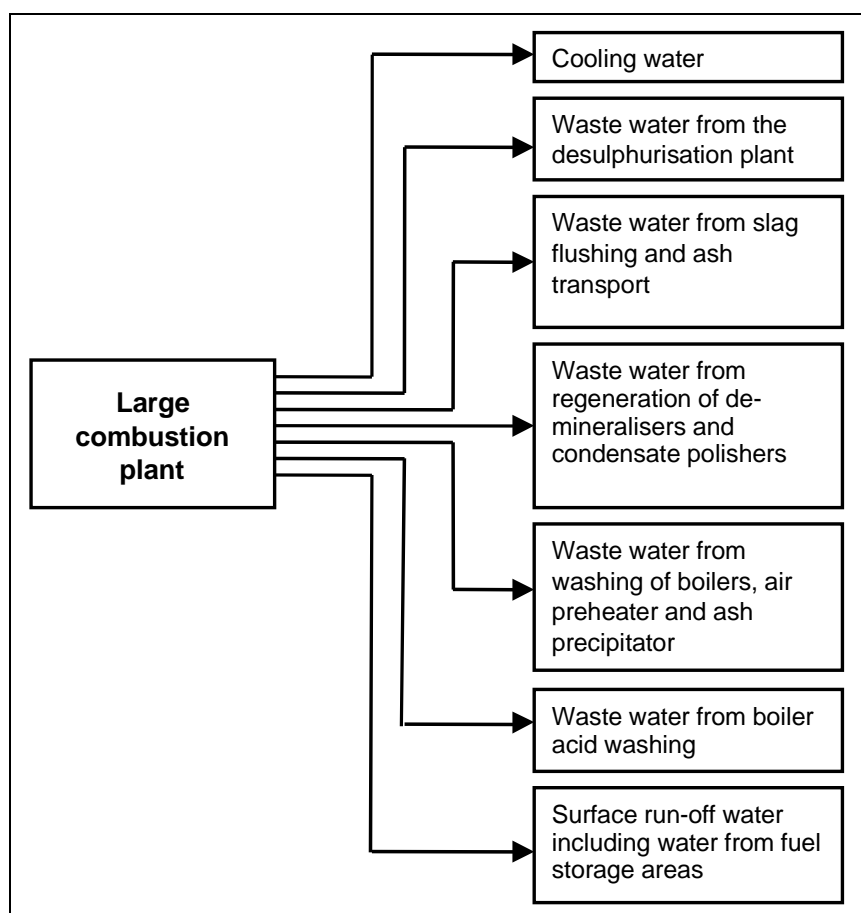 Cooling water
Waste water from the
desulphurisation plant
Waste water from slag
flushing and ash
transport
Large
combustion
plant
Waste water from
regeneration of de-
mineralisers and
condensate polishers
Waste water from
washing of boilers, air
preheater and ash
precipitator
Waste water from boiler
acid washing
Surface run-off water
including water from fuel
storage areas